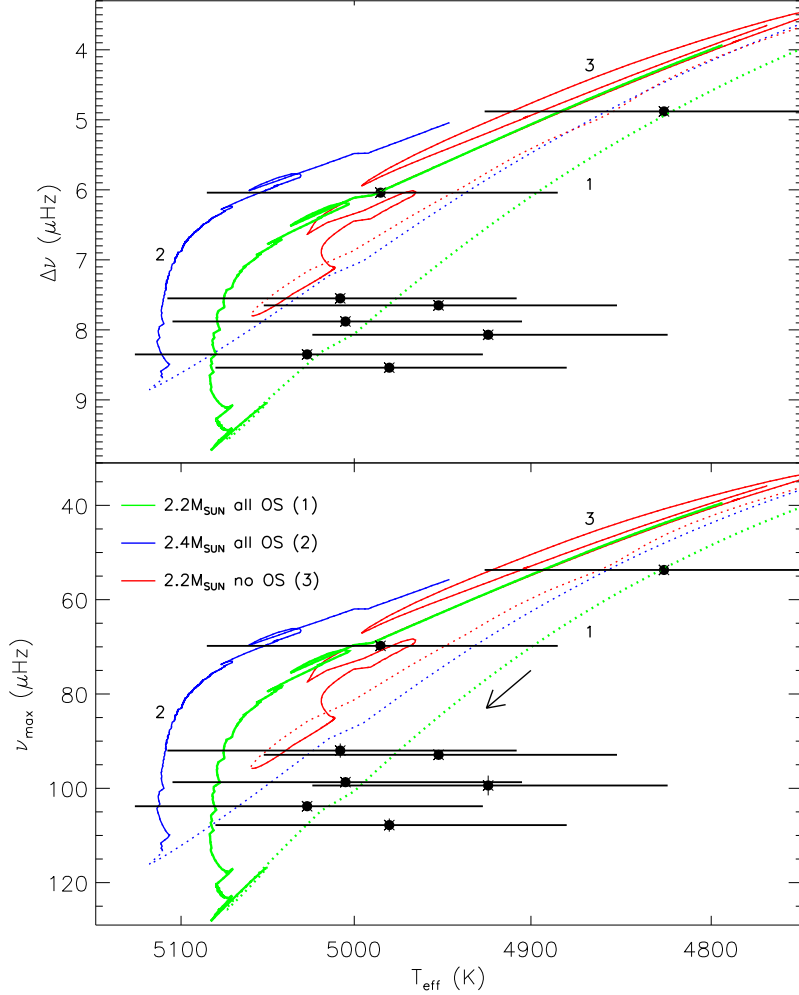 4
5
6
7
8
9
Δν (μHz)
3
1
2
2.2M_SUN all OS (1)
2.4M_SUN all OS (2)
2.2M_SUN no OS (3)
3
1
2
40
60
80
100
120
ν_max (μHz)
5100 5000 4900 4800
T_eff (K)